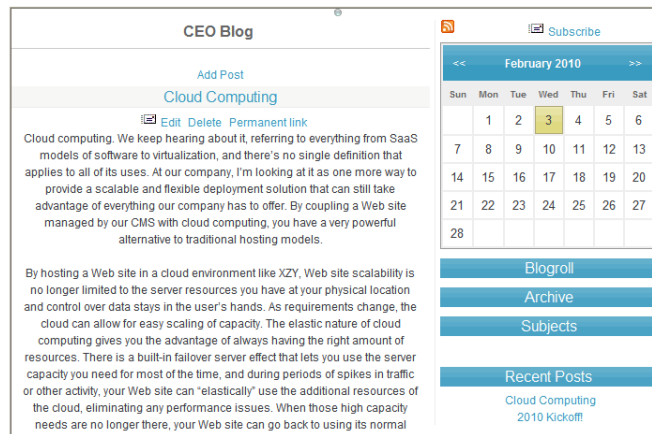 CEO Blog
Add Post
Cloud Computing
Edit Delete Permanent link
Cloud computing. We keep hearing about it, referring to everything from SaaS
models of software to virtualization, and there's no single definition that
applies to all of its uses. At our company, I'm looking at it as one more way to
provide a scalable and flexible deployment solution that can still take
advantage of everything our company has to offer. By coupling a Web site
managed by our CMS with cloud computing, you have a very powerful
alternative to traditional hosting models.
By hosting a Web site in a cloud environment like XZY, Web site scalability is
no longer limited to the server resources you have at your physical location
and control over data stays in the user's hands. As requirements change, the
cloud can allow for easy scaling of capacity. The elastic nature of cloud
computing gives you the advantage of always having the right amount of
resources. There is a built-in failover server effect that lets you use the server
capacity you need for most of the time, and during periods of spikes in traffic
or other activity, your Web site can "elastically" use the additional resources of
the cloud, eliminating any performance issues. When those high capacity
needs are no longer there, your Web site can go back to using its normal
Subscribe
<< February 2010 >>
Sun Mon Tue Wed Thu Fri Sat
1 2 3 4 5 6
7 8 9 10 11 12 13
14 15 16 17 18 19 20
21 22 23 24 25 26 27
28
Blogroll
Archive
Subjects
Recent Posts
Cloud Computing
2010 Kickoff!